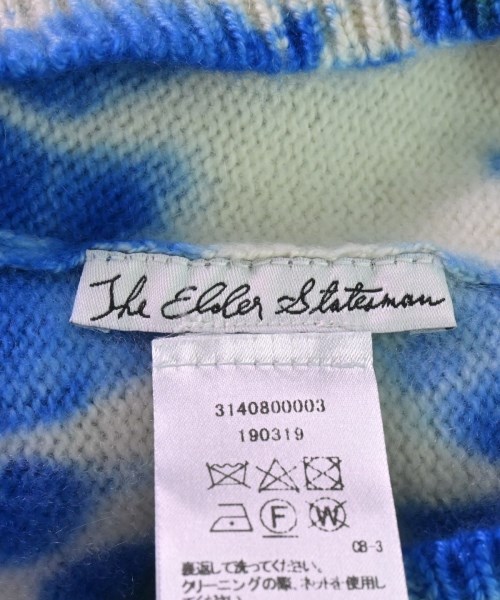 The Elder Statesman
3140800003
190319
F W
08-3
裏返して洗ってください。
クリーニングの際、ネット使用し